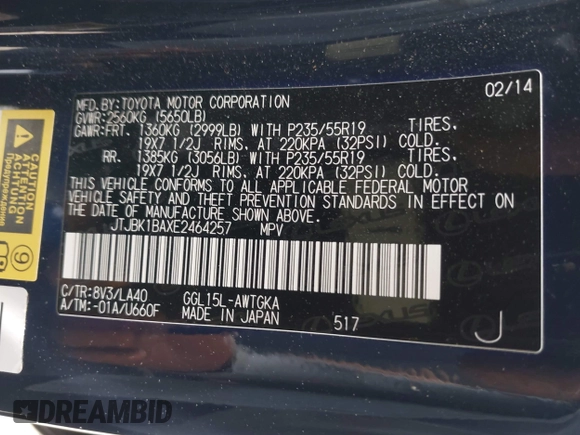 MFD.BY:TOYOTA MOTOR CORPORATION 02/14
GVWR:2560KG (5650LB)
GAWR:FRT. 1360KG (2999LB) WITH P235/55R19 TIRES,
19X7 1/2J RIMS, AT 220KPA (32PSI) COLD.
RR. 1385KG (3056LB) WITH P235/55R19 TIRES,
19X7 1/2J RIMS, AT 220KPA (32PSI) COLD.
THIS VEHICLE CONFORMS TO ALL APPLICABLE FEDERAL MOTOR
VEHICLE SAFETY AND THEFT PREVENTION STANDARDS IN EFFECT ON
THE DATE OF MANUFACTURE SHOWN ABOVE.
JTJBK1BAXE2464257 MPV
C/TR:8V3/LA40 GGL15L-AWTGKA
A/TM:-01A/U660F MADE IN JAPAN 517
J
ATTENTION
ACHTUNG
Предупреждение
9
DREAMBID